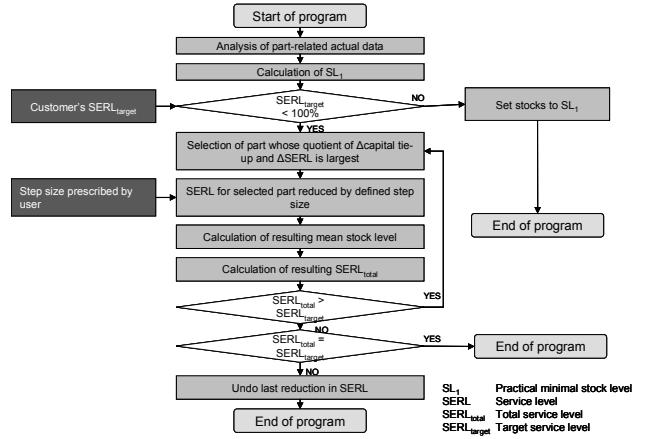 Start of program
Analysis of part-related actual data
Calculation of SL1
Customer's SERLtarget
SERLtarget
< 100%
NO
Set stocks to SL1
YES
Selection of part whose quotient of Δcapital tie-
up and ΔSERL is largest
Step size prescribed by
user
SERL for selected part reduced by defined step
size
End of program
Calculation of resulting mean stock level
Calculation of resulting SERLtotal
SERLtotal >
SERLtarget
YES
NO
SERLtotal =
SERLtarget
YES
End of program
NO
Undo last reduction in SERL
End of program
SL1 Practical minimal stock level
SERL Service level
SERLtotal Total service level
SERLtarget Target service level